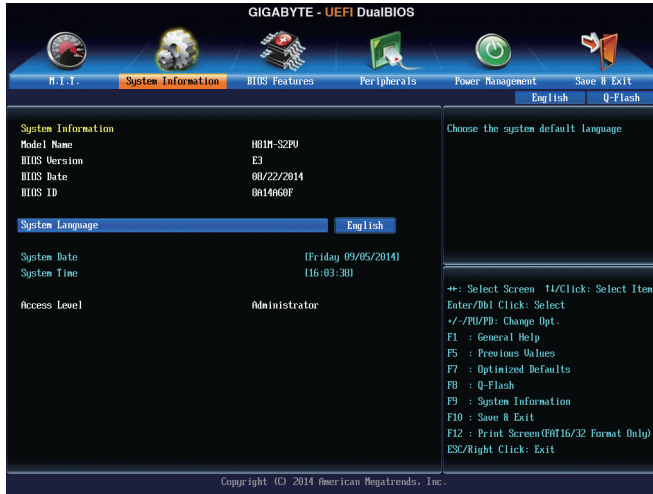 GIGABYTE - UEFI DualBIOS
M.I.T. System Information BIOS Features Peripherals Power Management Save & Exit
English Q-Flash
System Information
Model Name H81M-S2PV
BIOS Version E3
BIOS Date 08/22/2014
BIOS ID 8A14AG0F
System Language English
System Date [Friday 09/05/2014]
System Time [16:03:38]
Access Level Administrator
Choose the system default language
→←: Select Screen ↑↓/Click: Select Item
Enter/Dbl Click: Select
+/-/PU/PD: Change Opt.
F1 : General Help
F5 : Previous Values
F7 : Optimized Defaults
F8 : Q-Flash
F9 : System Information
F10 : Save & Exit
F12 : Print Screen(FAT16/32 Format Only)
ESC/Right Click: Exit
Copyright (C) 2014 American Megatrends, Inc.